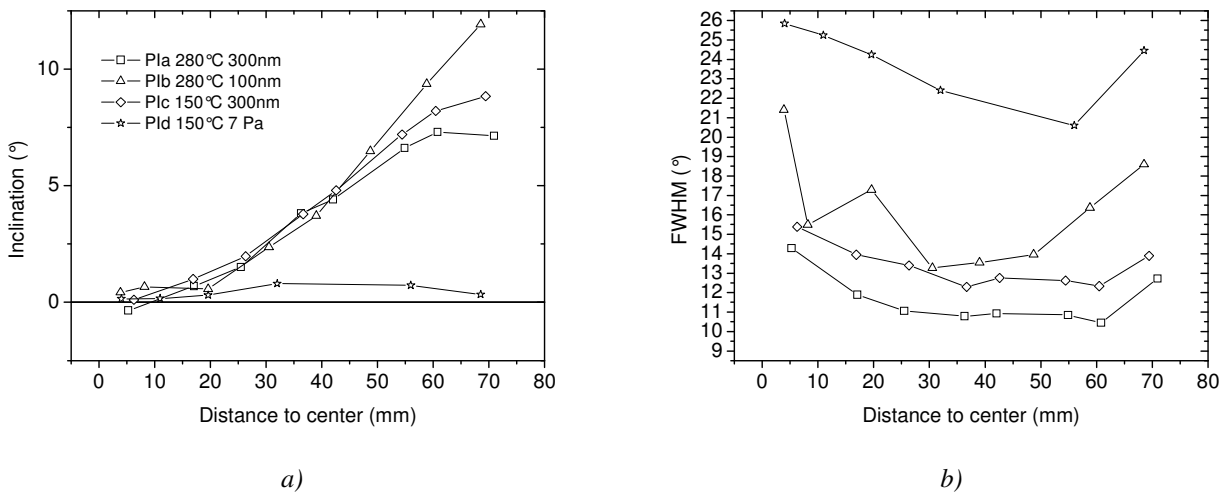 10
5
0
Inclination (°)
PIa 280°C 300nm
PIb 280°C 100nm
PIc 150°C 300nm
PId 150°C 7 Pa
0 10 20 30 40 50 60 70 80
Distance to center (mm)
a)
26
25
24
22
21
20
19
18
16
15
14
13
12
10
9
FWHM (°)
0 10 20 30 40 50 60 70 80
Distance to center (mm)
b)